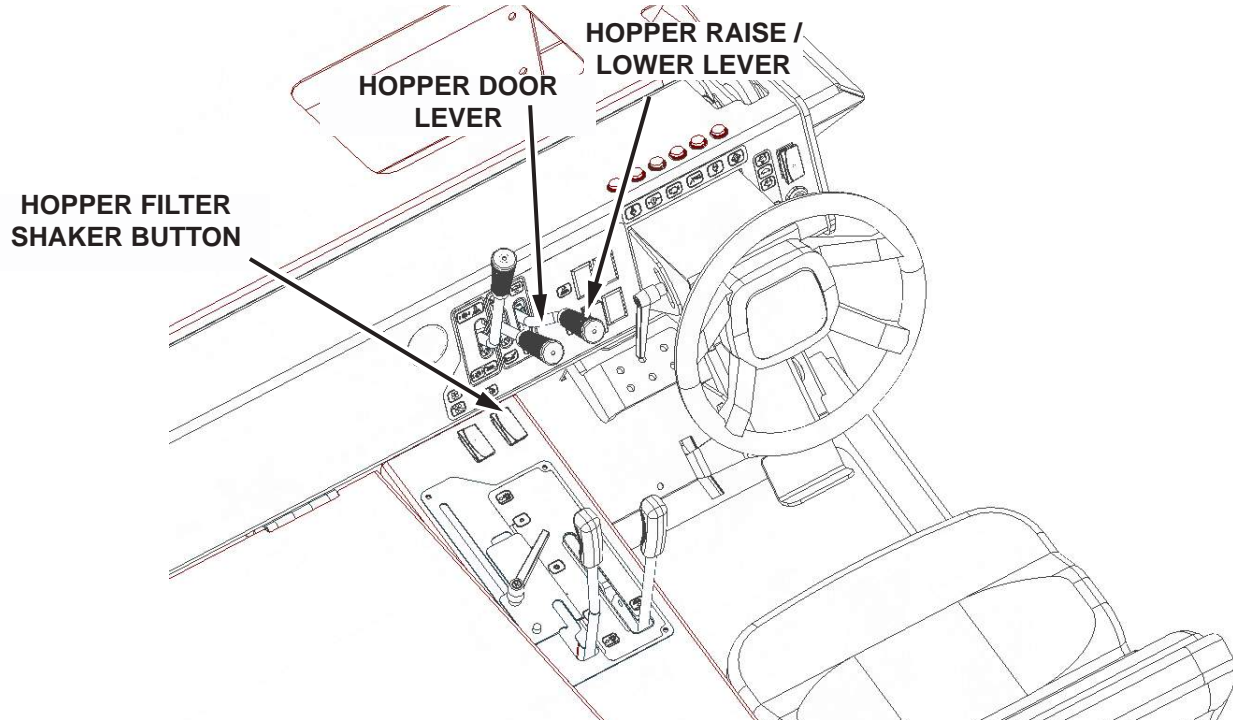 HOPPER RAISE /
LOWER LEVER
HOPPER DOOR
LEVER
HOPPER FILTER
SHAKER BUTTON